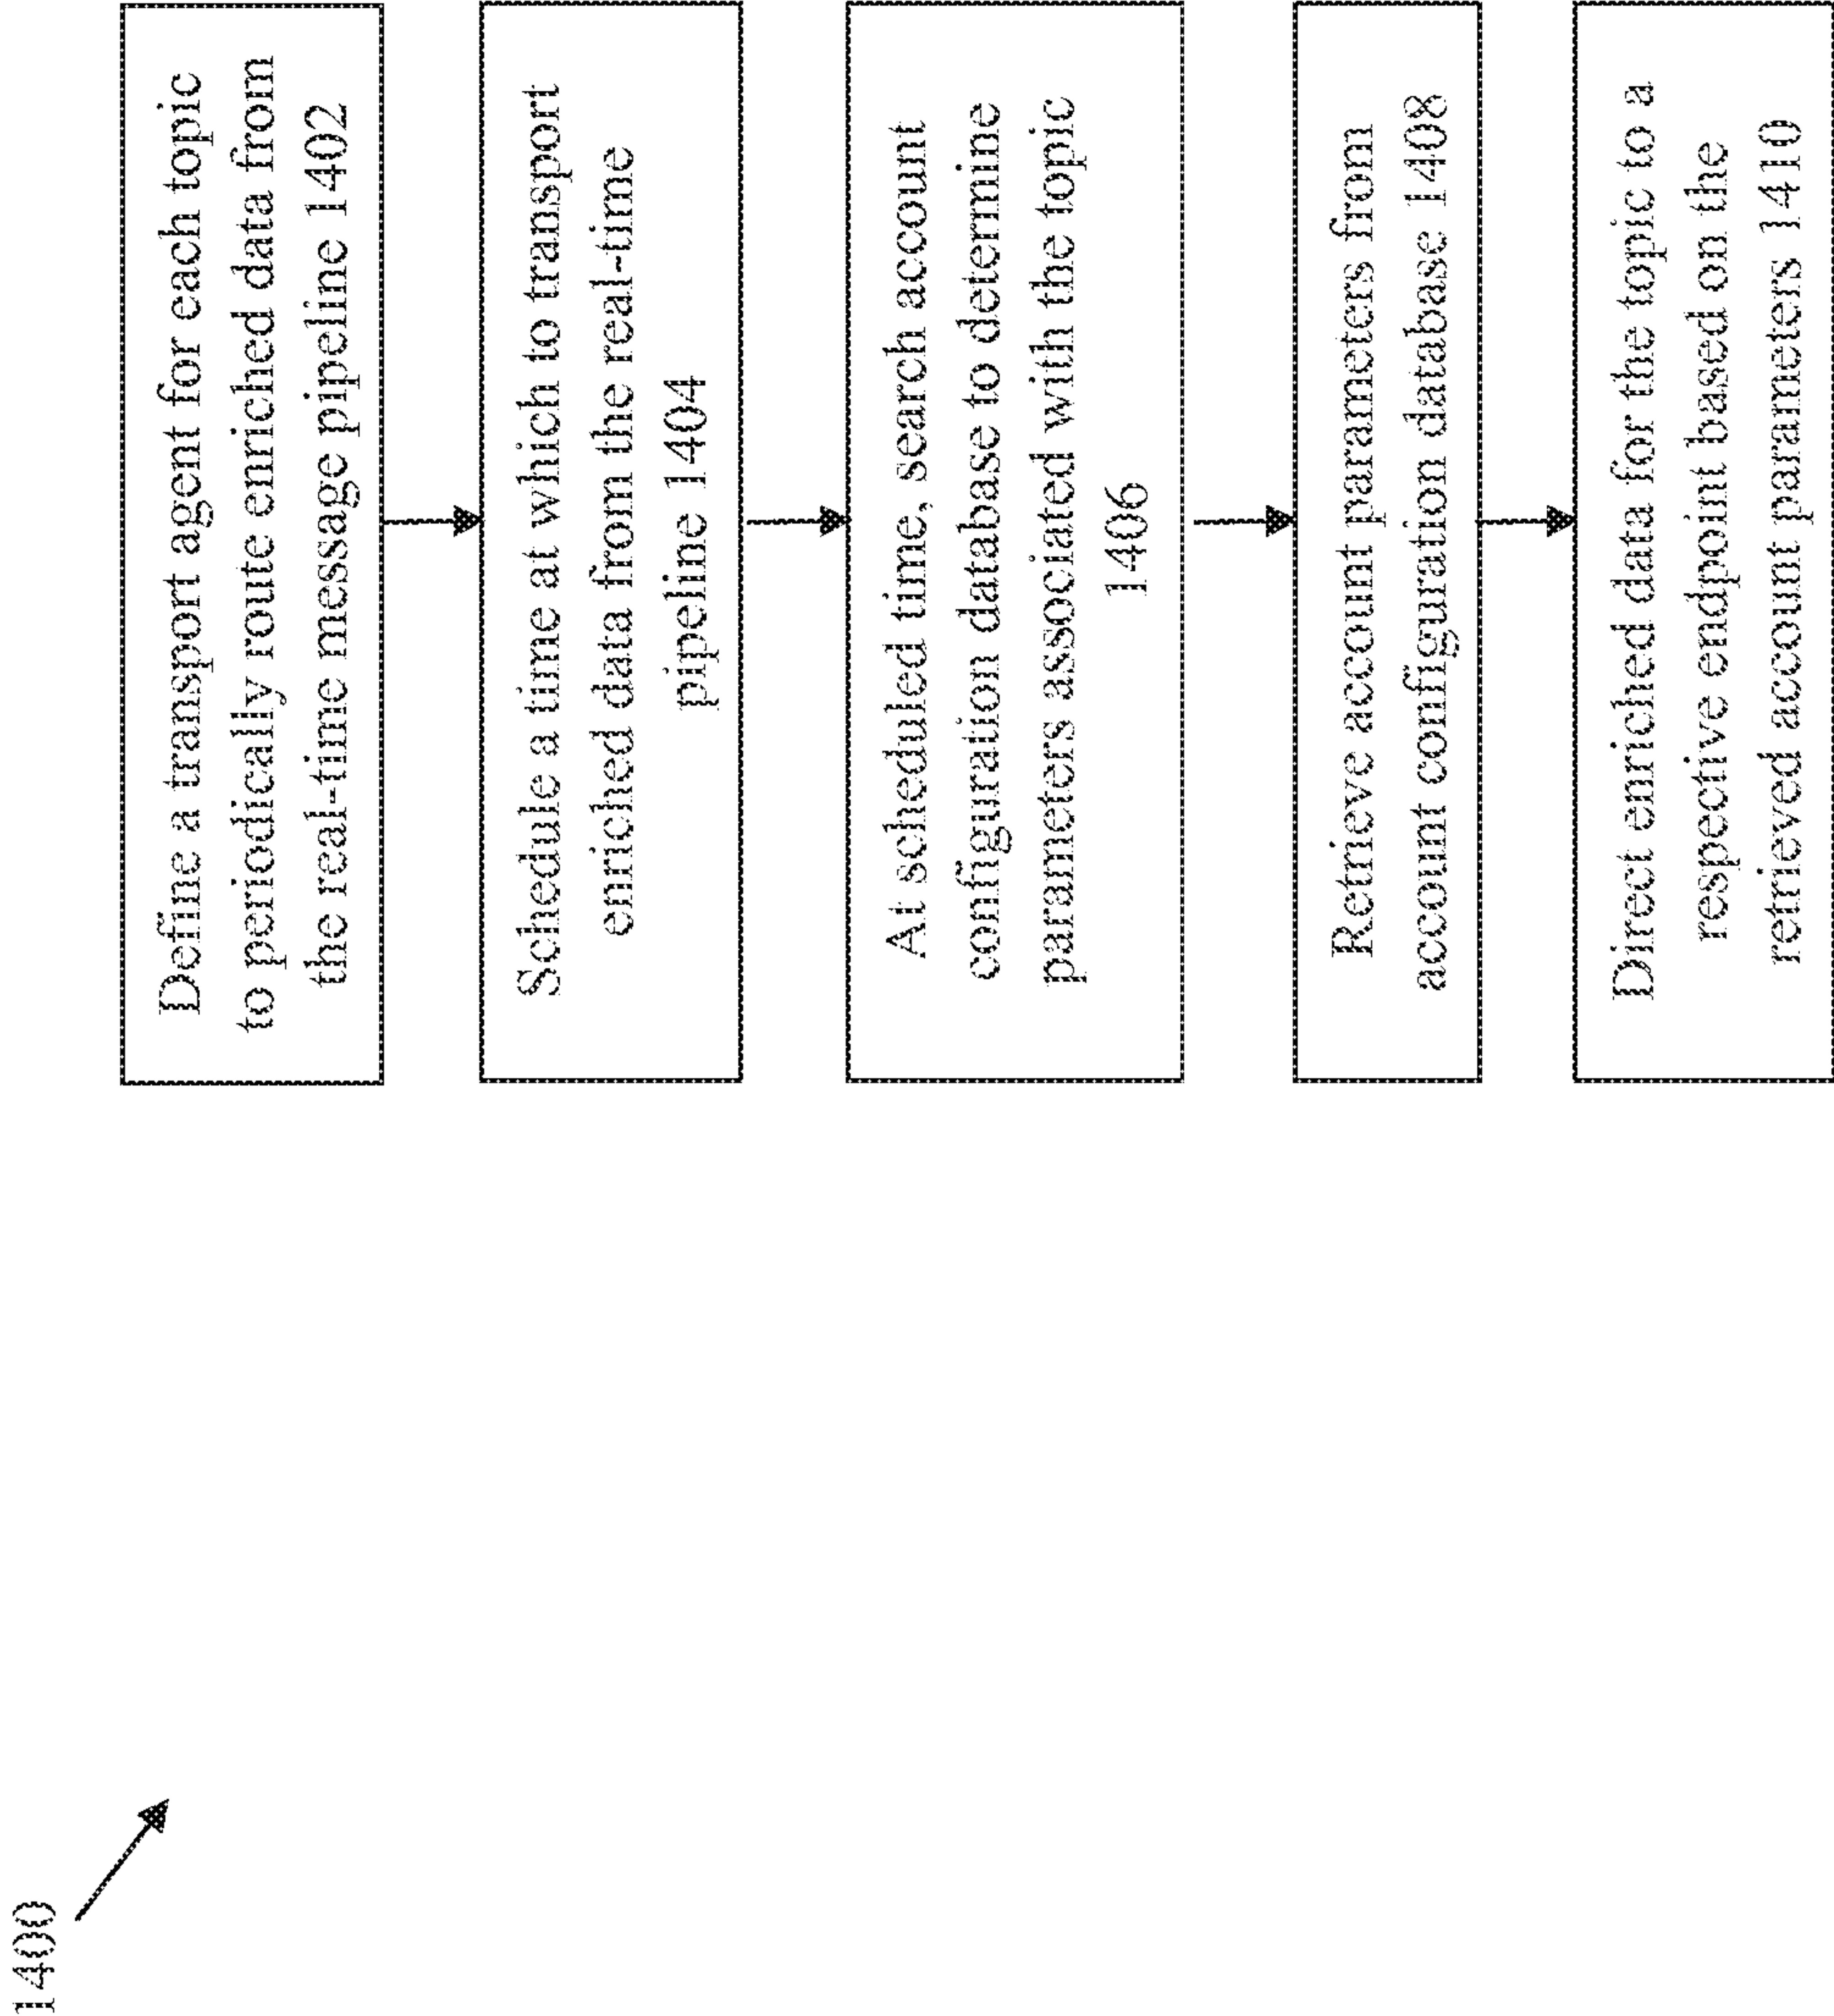 1400
Define a transport agent for each topic
to periodically route enriched data from
the real-time message pipeline 1402
Schedule a time at which to transport
enriched data from the real-time
pipeline 1404
At scheduled time, search account
configuration database to determine
parameters associated with the topic
1406
Retrieve account parameters from
account configuration database 1408
Direct enriched data for the topic to a
respective endpoint based on the
retrieved account parameters 1410